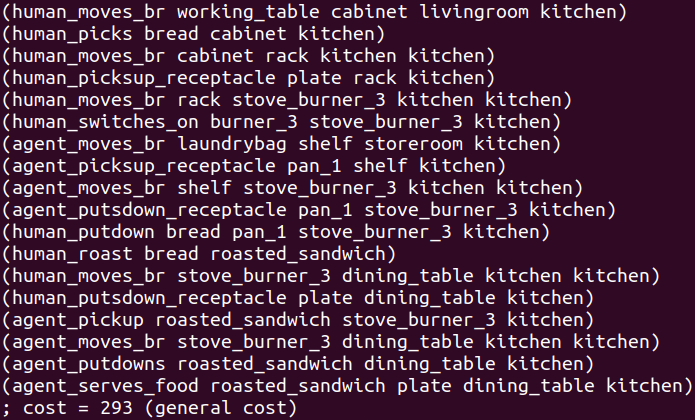 (human_moves_br working_table cabinet livingroom kitchen)
(human_picks bread cabinet kitchen)
(human_moves_br cabinet rack kitchen kitchen)
(human_picksup_receptacle plate rack kitchen)
(human_moves_br rack stove_burner_3 kitchen kitchen)
(human_switches_on burner_3 stove_burner_3 kitchen)
(agent_moves_br laundrybag shelf storeroom kitchen)
(agent_picksup_receptacle pan_1 shelf kitchen)
(agent_moves_br shelf stove_burner_3 kitchen kitchen)
(agent_putsdown_receptacle pan_1 stove_burner_3 kitchen)
(human_putdown bread pan_1 stove_burner_3 kitchen)
(human_roast bread roasted_sandwich)
(human_moves_br stove_burner_3 dining_table kitchen kitchen)
(human_putsdown_receptacle plate dining_table kitchen)
(agent_pickup roasted_sandwich stove_burner_3 kitchen)
(agent_moves_br stove_burner_3 dining_table kitchen kitchen)
(agent_putdowns roasted_sandwich dining_table kitchen)
(agent_serves_food roasted_sandwich plate dining_table kitchen)
; cost = 293 (general cost)